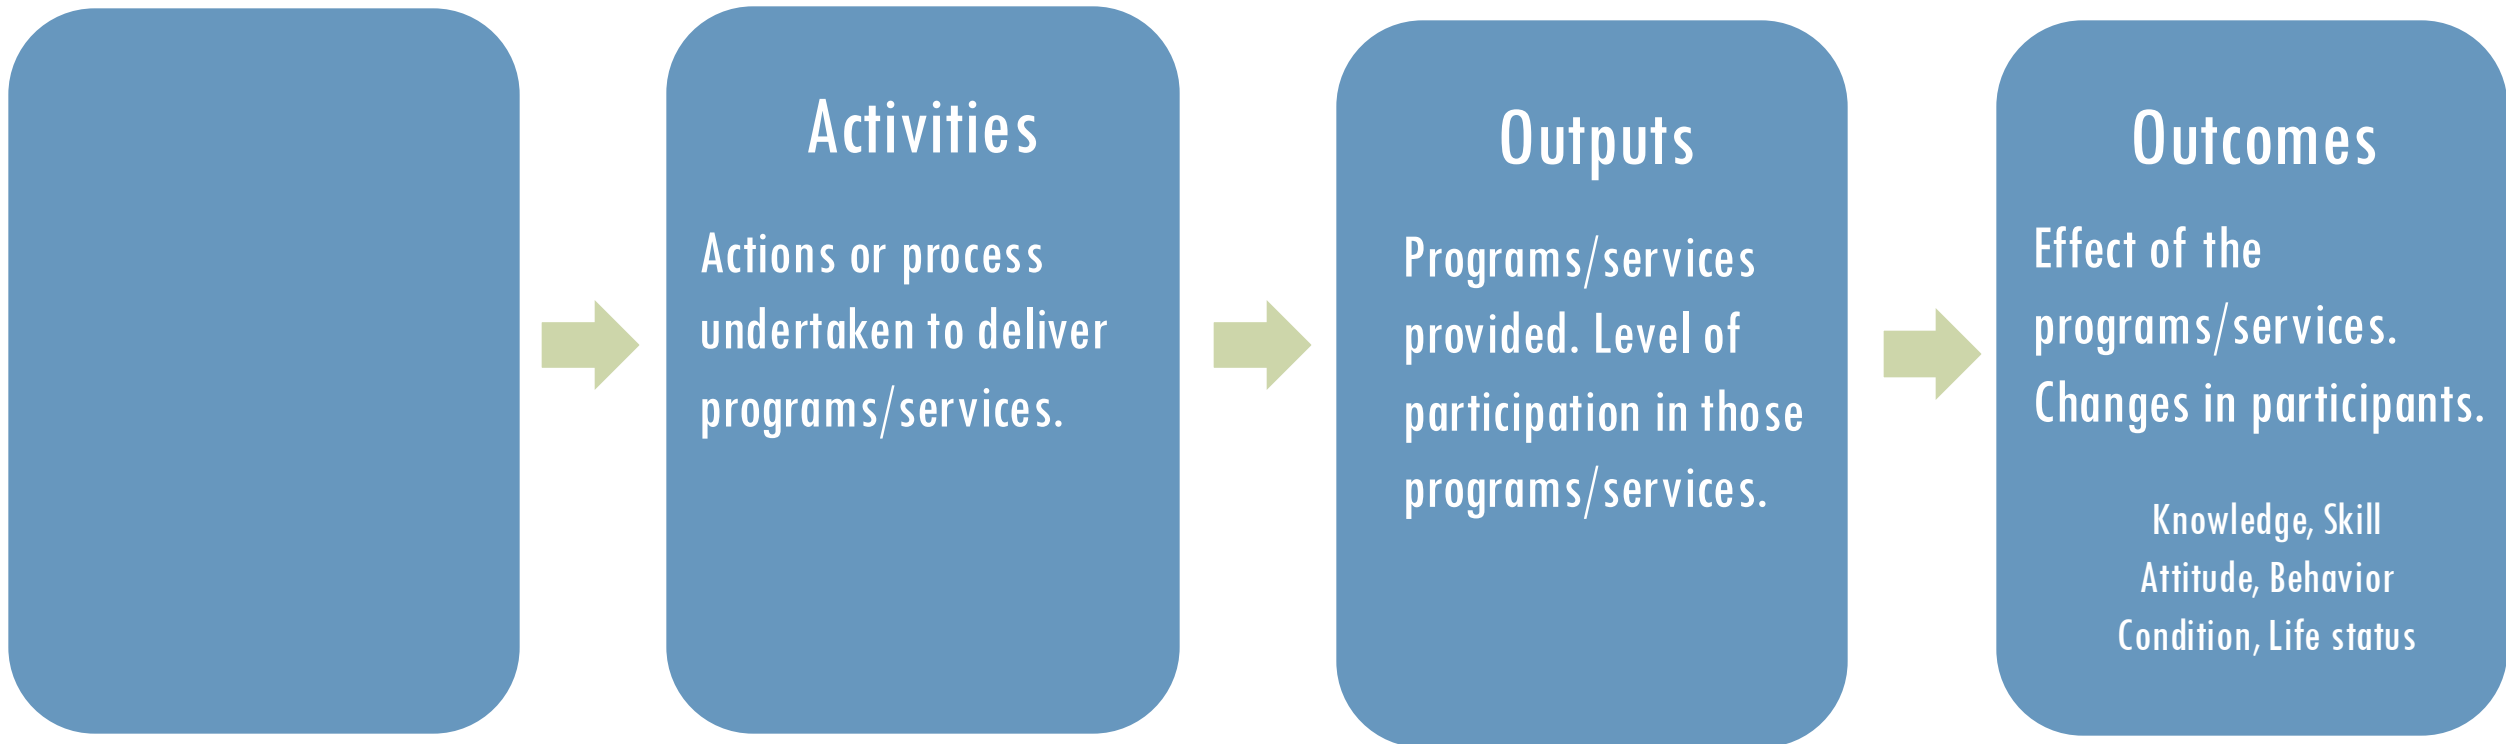 Activities
Actions or process
undertaken to deliver
programs/services.
Outputs
Programs/services
provided. Level of
participation in those
programs/services.
Outcomes
Effect of the
programs/services.
Changes in participants.
Knowledge, Skill
Attitude, Behavior
Condition, Life status